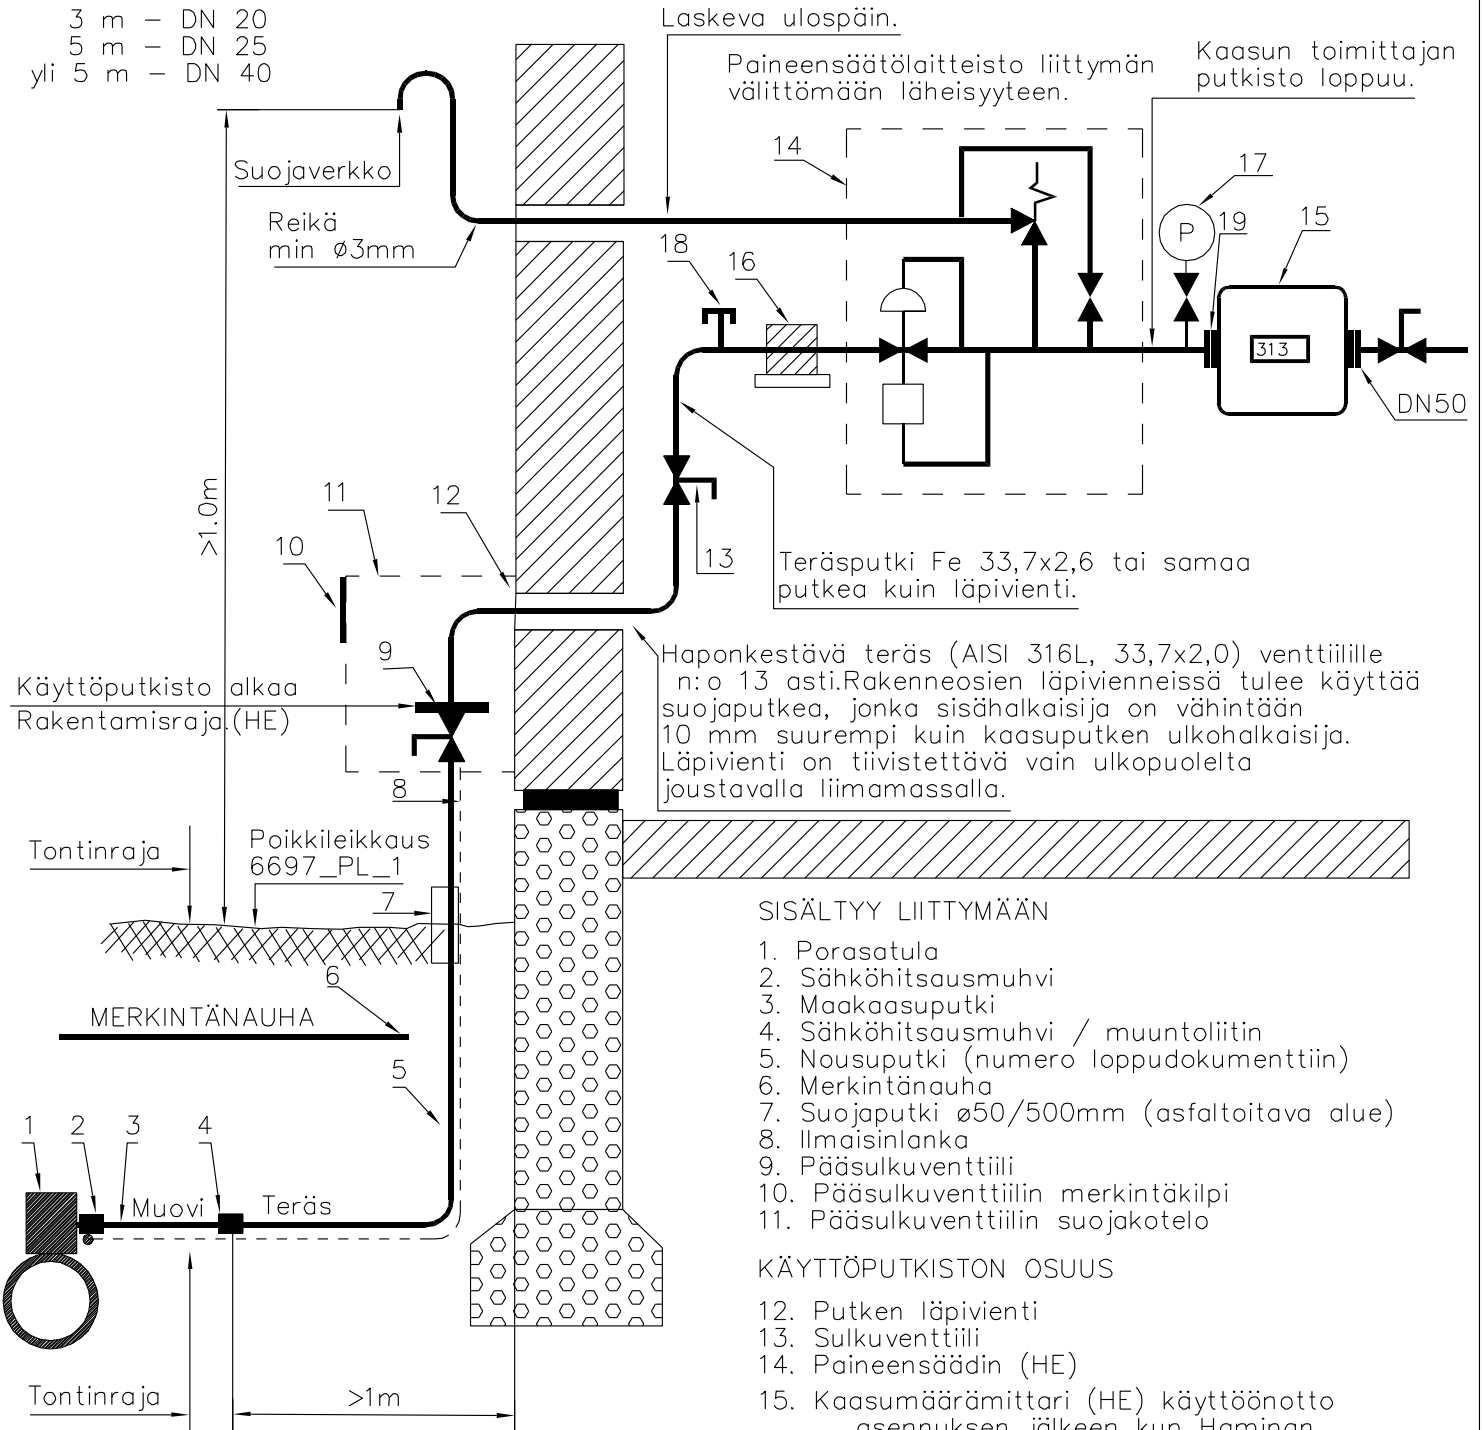 3 m – DN 20
5 m – DN 25
yli 5 m – DN 40
Laskeva ulospäin.
Paineensäätölaitteisto liittymän
välittömään läheisyyteen.
Kaasun toimittajan
putkisto loppuu.
14
17
Suojaverkko
Reikä
min ø3mm
18
16
P
19
15
313
DN50
>1.0m
11
12
10
13
Teräsputki Fe 33,7x2,6 tai samaa
putkea kuin läpivienti.
9
Käyttöputkisto alkaa
Rakentamisraja.(HE)
Haponkestävä teräs (AISI 316L, 33,7x2,0) venttiilille
n:o 13 asti.Rakenneosien läpivienneissä tulee käyttää
suojaputkea, jonka sisähalkaisija on vähintään
10 mm suurempi kuin kaasuputken ulkohalkaisija.
Läpivienti on tiivistettävä vain ulkopuolelta
joustavalla liimamassalla.
8
Tontinraja
Poikkileikkaus
6697_PL_1
7
6
MERKINTÄNAUHA
5
1
2
3
4
Muovi
Teräs
Tontinraja
>1m
SISÄLTYY LIITTYMÄÄN
1. Porasatula
2. Sähköhitsausmuhvi
3. Maakaasuputki
4. Sähköhitsausmuhvi / muuntoliitin
5. Nousuputki (numero loppudokumenttiin)
6. Merkintänauha
7. Suojaputki ø50/500mm (asfaltoitava alue)
8. Ilmaisinlanka
9. Pääsulkuventtiili
10. Pääsulkuventtiilin merkintäkilpi
11. Pääsulkuventtiilin suojakotelo
KÄYTTÖPUTKISTON OSUUS
12. Putken läpivienti
13. Sulkuventtiili
14. Paineensäädin (HE)
15. Kaasumäärämittari (HE) käyttöönotto
asennuksen jälkeen kun Haminan